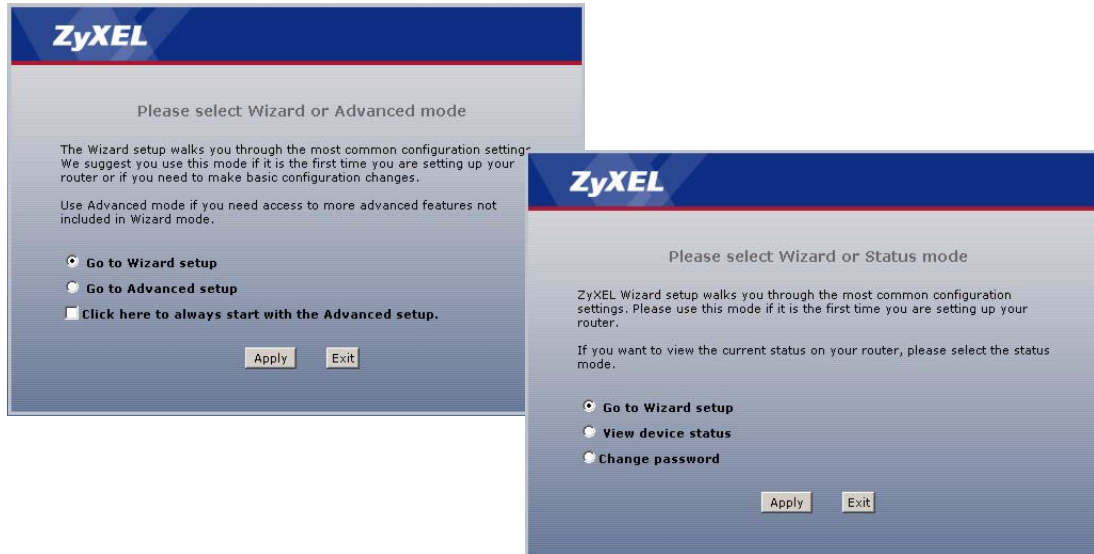 ZyXEL
Please select Wizard or Advanced mode
The Wizard setup walks you through the most common configuration settings
We suggest you use this mode if it is the first time you are setting up your
router or if you need to make basic configuration changes.
Use Advanced mode if you need access to more advanced features not
included in Wizard mode.
Go to Wizard setup
Go to Advanced setup
Click here to always start with the Advanced setup.
Apply
Exit
ZyXEL
Please select Wizard or Status mode
ZyXEL Wizard setup walks you through the most common configuration
settings. Please use this mode if it is the first time you are setting up your
router.
If you want to view the current status on your router, please select the status
mode.
Go to Wizard setup
View device status
Change password
Apply
Exit